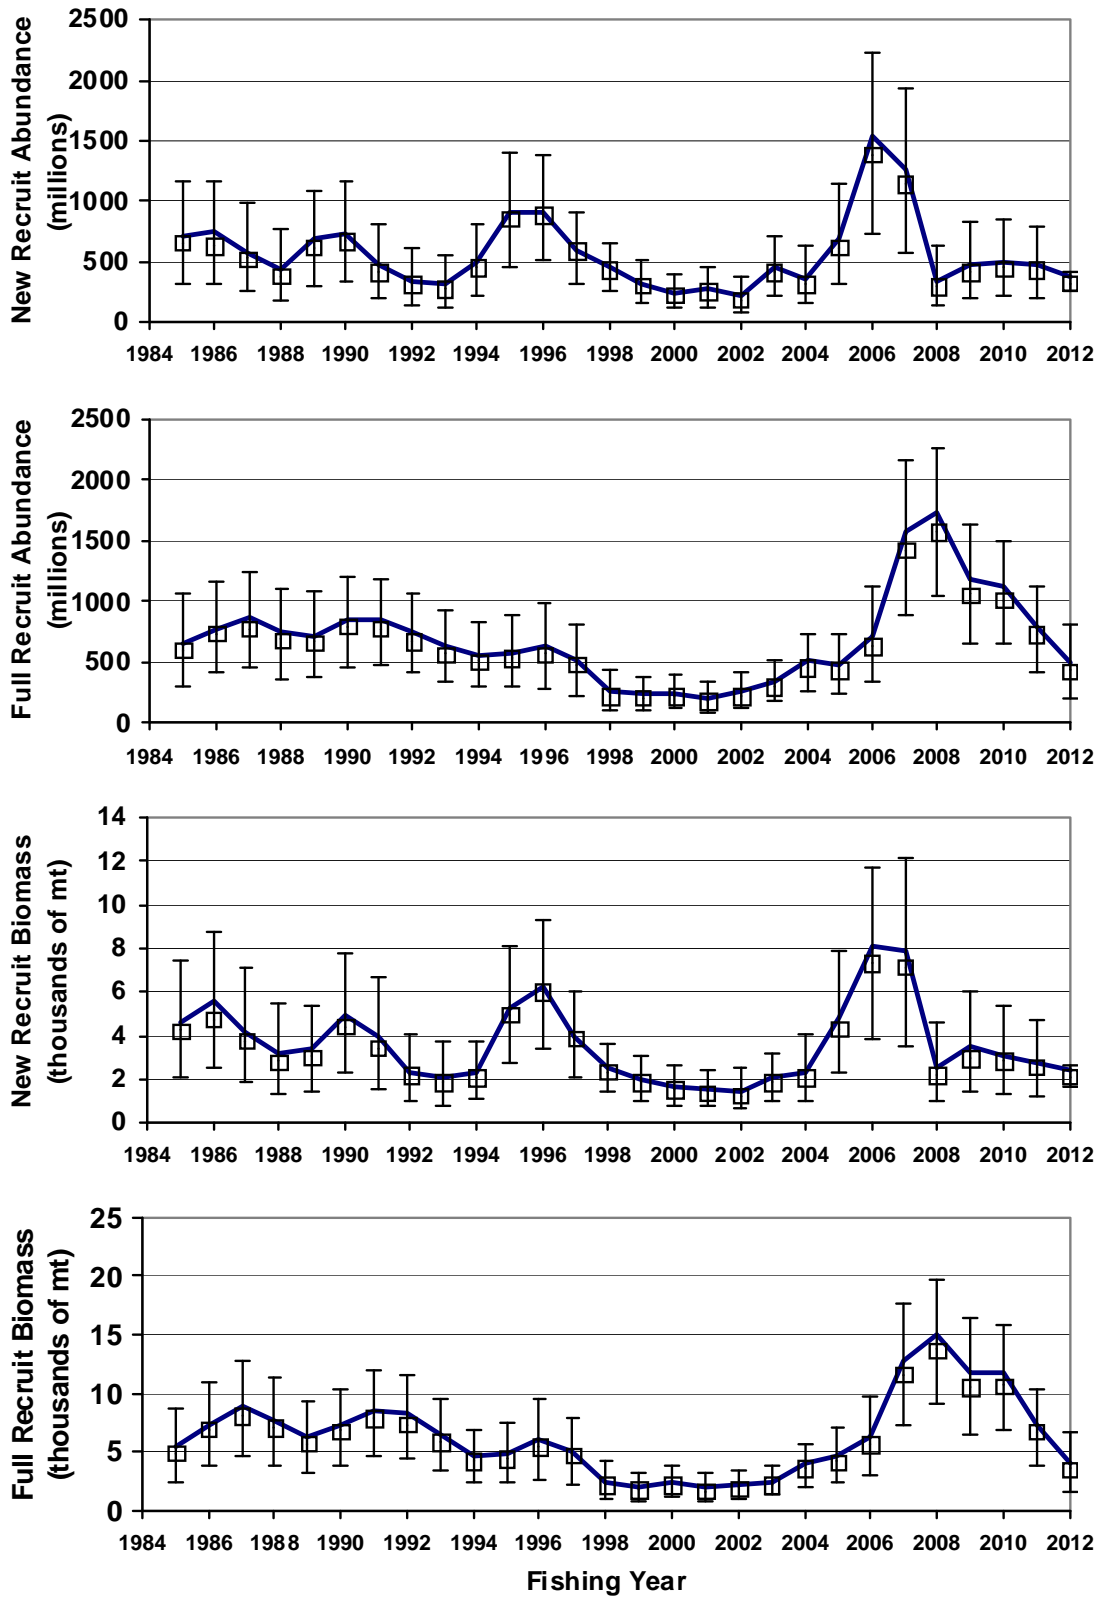 New Recruit Abundance
(millions)
2500
2000
1500
1000
500
0
1984 1986 1988 1990 1992 1994 1996 1998 2000 2002 2004 2006 2008 2010 2012
Full Recruit Abundance
(millions)
2500
2000
1500
1000
500
0
1984 1986 1988 1990 1992 1994 1996 1998 2000 2002 2004 2006 2008 2010 2012
New Recruit Biomass
(thousands of mt)
14
12
10
8
6
4
2
0
1984 1986 1988 1990 1992 1994 1996 1998 2000 2002 2004 2006 2008 2010 2012
Full Recruit Biomass
(thousands of mt)
25
20
15
10
5
0
1984 1986 1988 1990 1992 1994 1996 1998 2000 2002 2004 2006 2008 2010 2012
Fishing Year